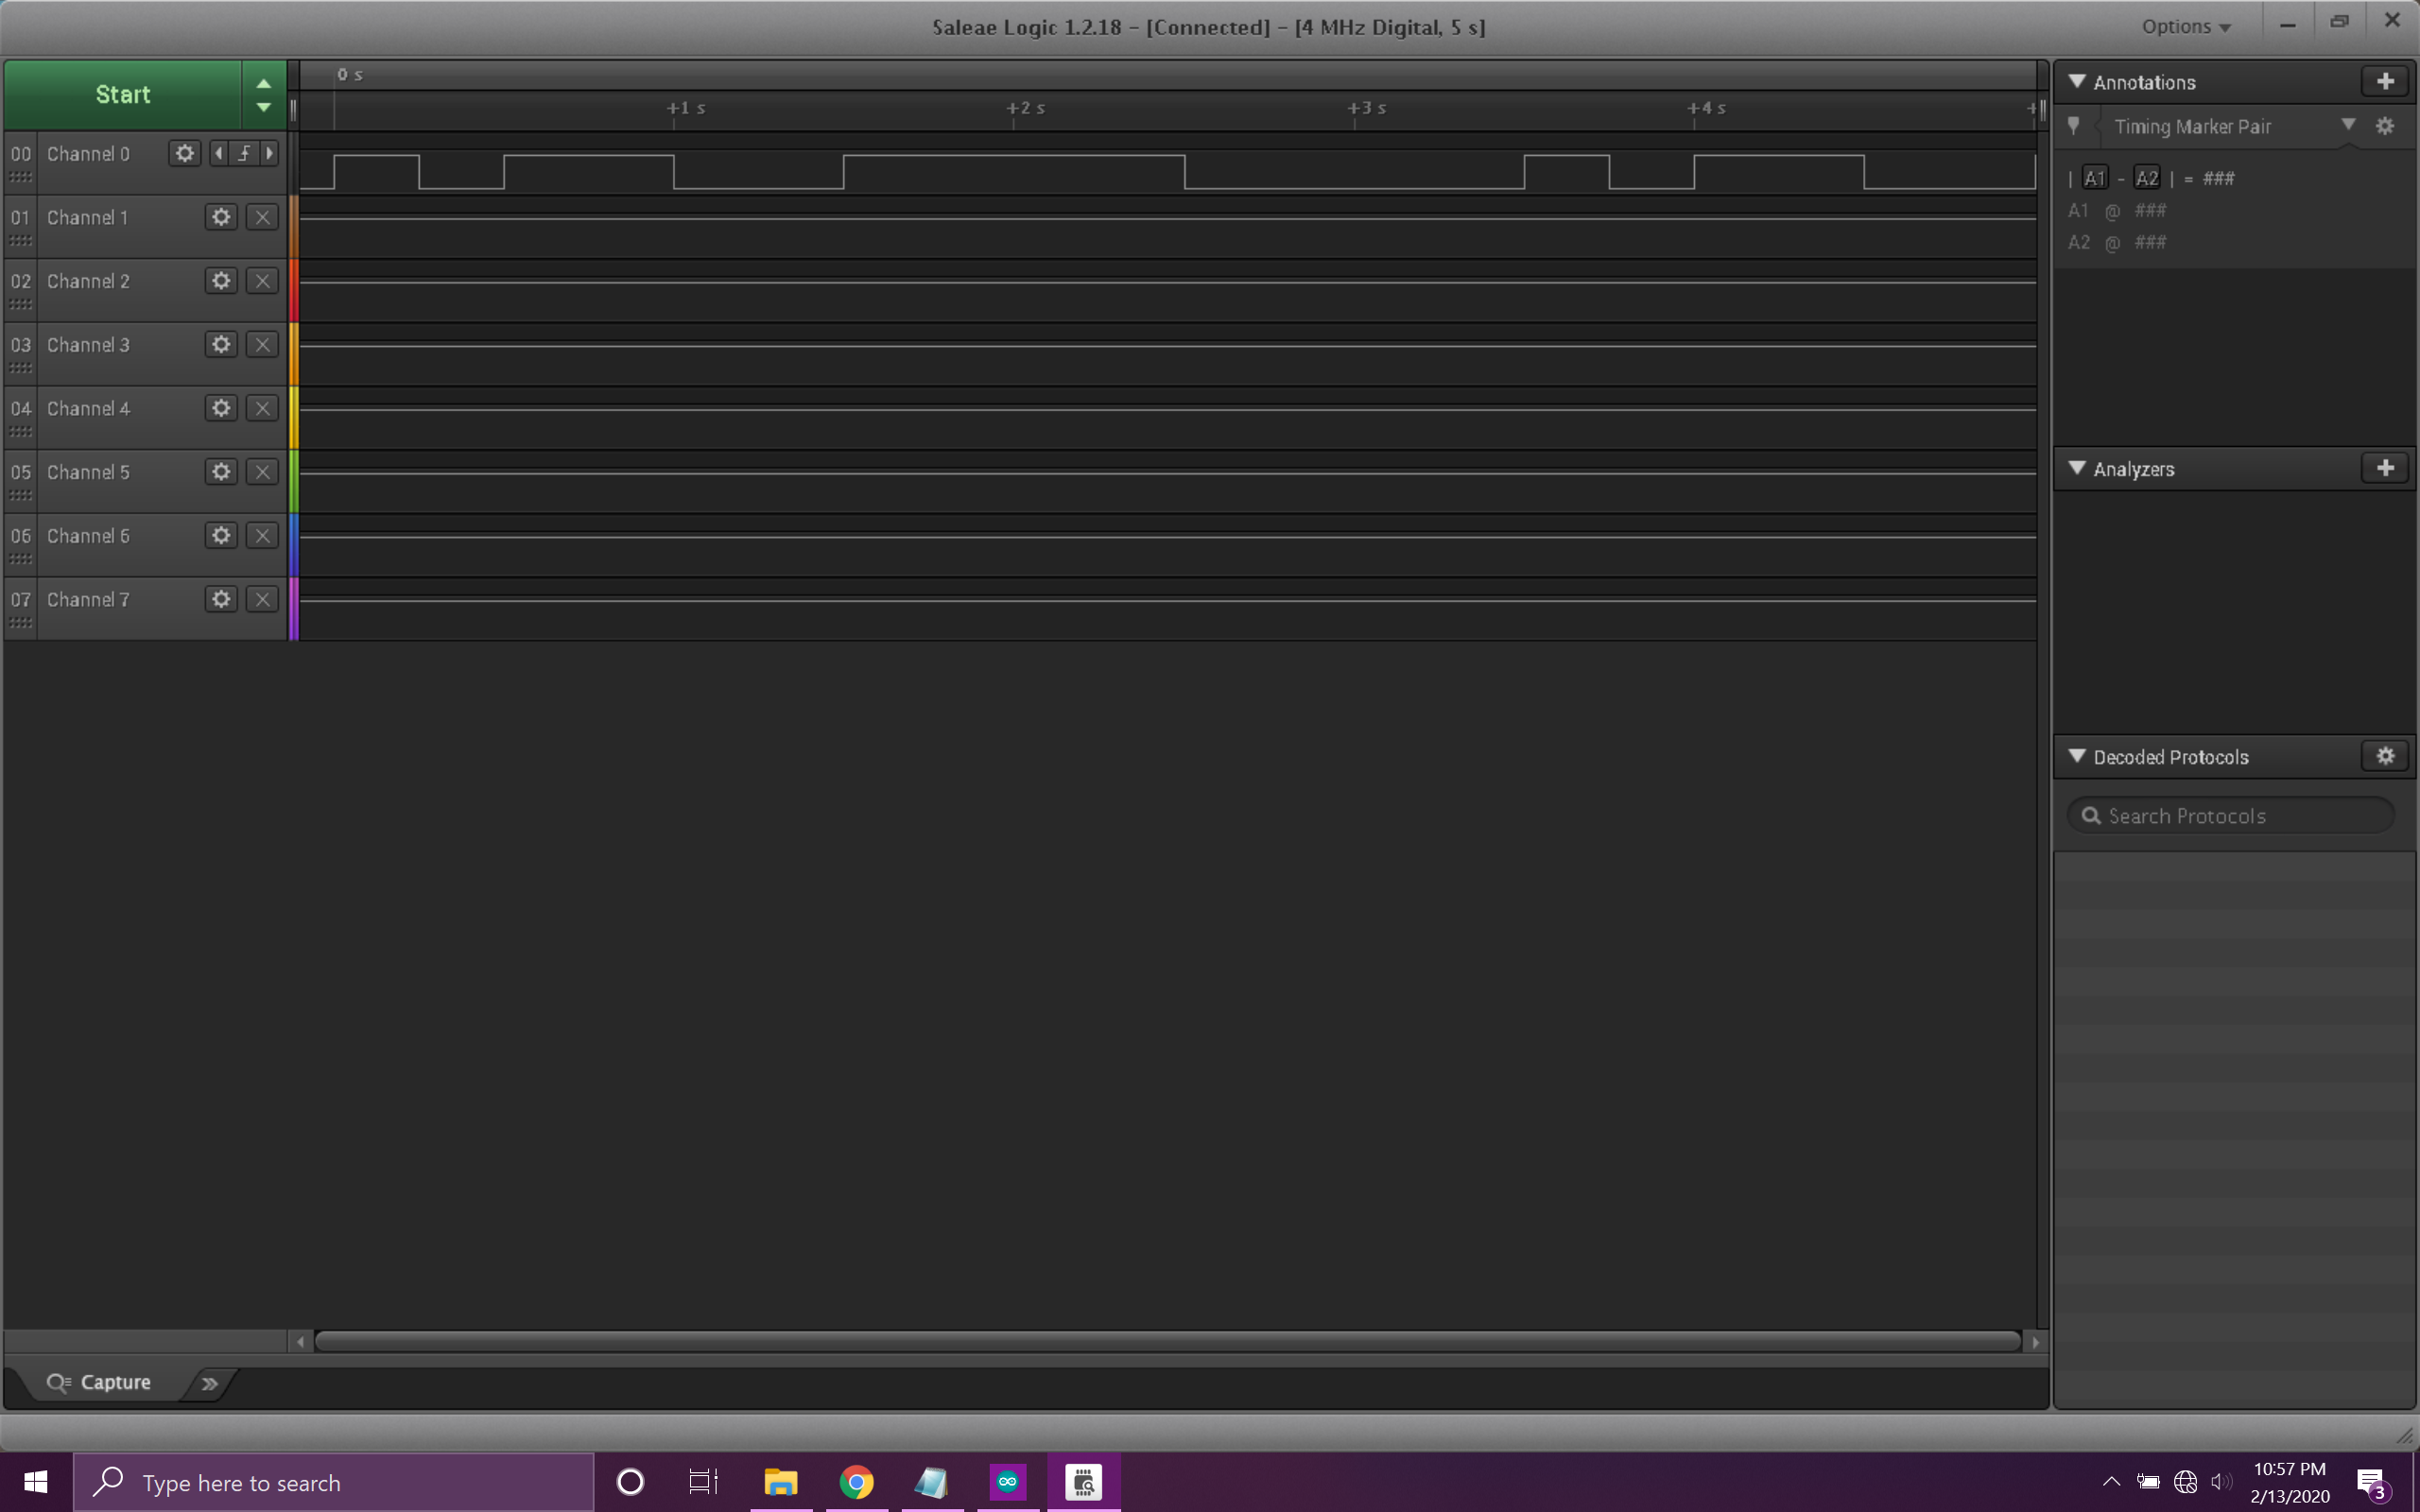 Saleae Logic 1.2.18 - [Connected] - [4 MHz Digital, 5 s]
Options
Start
0 s
+1 s +2 s +3 s +4 s +
00 Channel 0
01 Channel 1
02 Channel 2
03 Channel 3
04 Channel 4
05 Channel 5
06 Channel 6
07 Channel 7
Annotations
Timing Marker Pair
| A1 - A2 | = ###
A1 @ ###
A2 @ ###
Analyzers
Decoded Protocols
Search Protocols
Capture
Type here to search
10:57 PM
2/13/2020
3